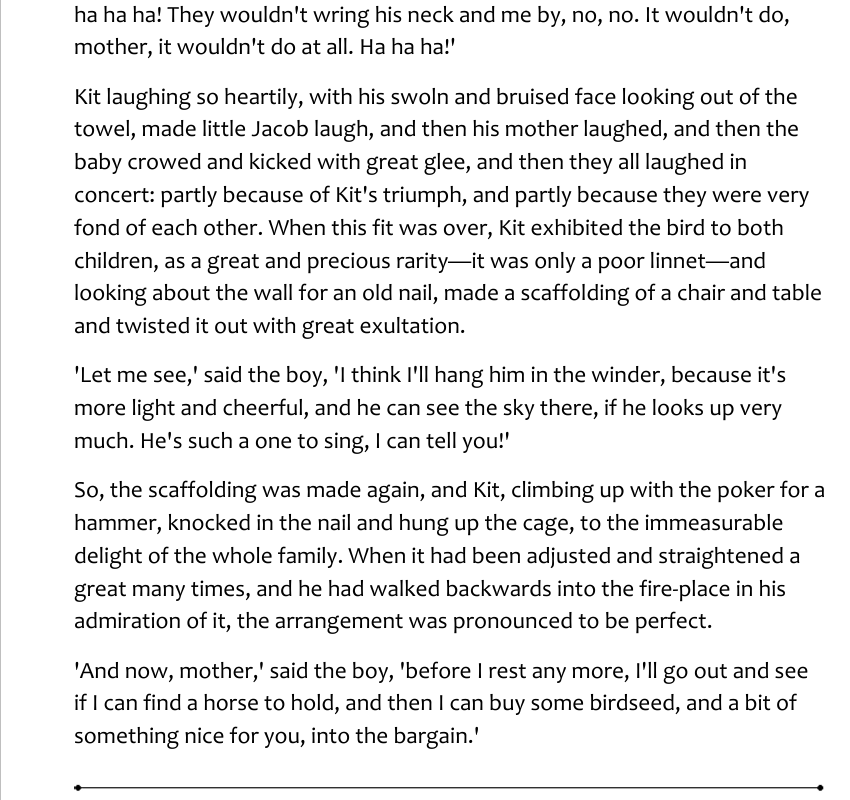 ha ha ha! They wouldn't wring his neck and me by, no, no. It wouldn't do,
mother, it wouldn't do at all. Ha ha ha!'
Kit laughing so heartily, with his swoln and bruised face looking out of the
towel, made little Jacob laugh, and then his mother laughed, and then the
baby crowed and kicked with great glee, and then they all laughed in
concert: partly because of Kit's triumph, and partly because they were very
fond of each other. When this fit was over, Kit exhibited the bird to both
children, as a great and precious rarity—it was only a poor linnet—and
looking about the wall for an old nail, made a scaffolding of a chair and table
and twisted it out with great exultation.
'Let me see,' said the boy, 'I think I'll hang him in the winder, because it's
more light and cheerful, and he can see the sky there, if he looks up very
much. He's such a one to sing, I can tell you!'
So, the scaffolding was made again, and Kit, climbing up with the poker for a
hammer, knocked in the nail and hung up the cage, to the immeasurable
delight of the whole family. When it had been adjusted and straightened a
great many times, and he had walked backwards into the fire-place in his
admiration of it, the arrangement was pronounced to be perfect.
'And now, mother,' said the boy, 'before I rest any more, I'll go out and see
if I can find a horse to hold, and then I can buy some birdseed, and a bit of
something nice for you, into the bargain.'